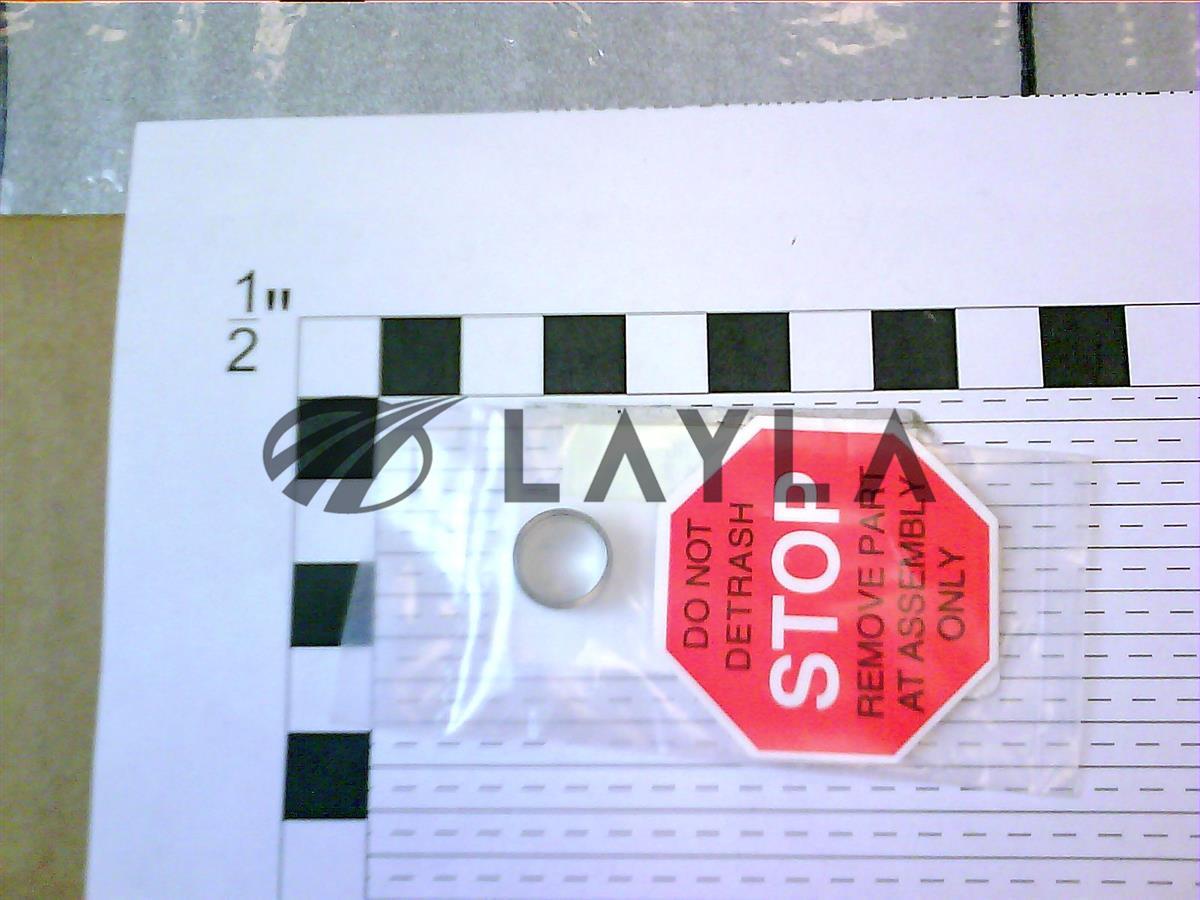 1"
2
LAYLA
DO NOT
DETRASH
STOP
REMOVE PART
AT ASSEMBLY
ONLY